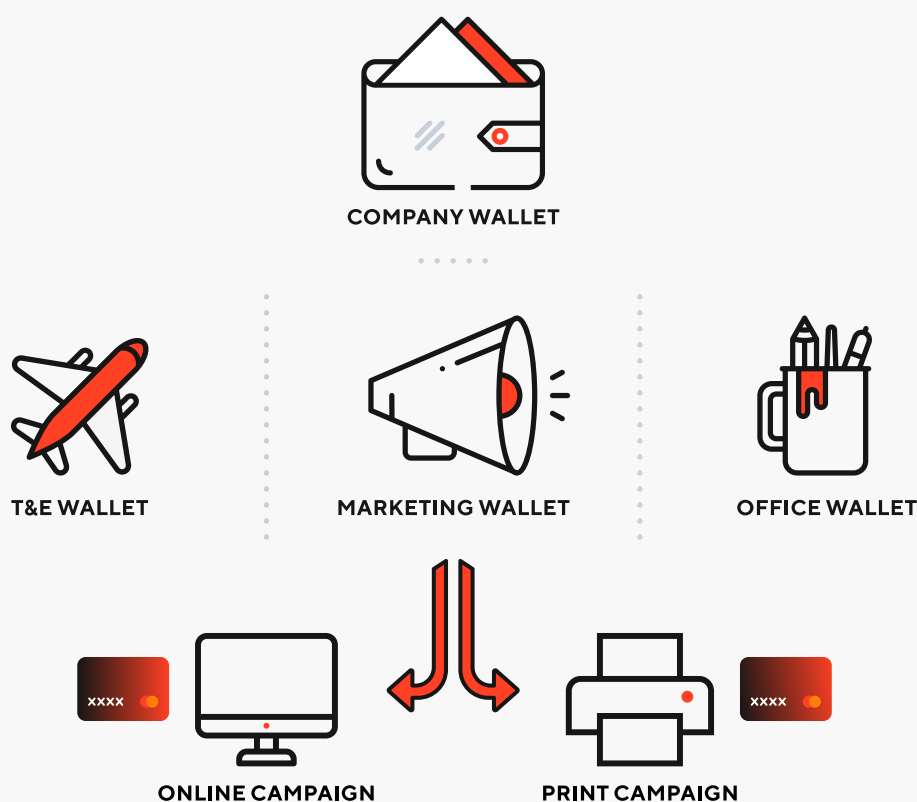 COMPANY WALLET
T&E WALLET
MARKETING WALLET
OFFICE WALLET
xxxx
xxxx
ONLINE CAMPAIGN
PRINT CAMPAIGN